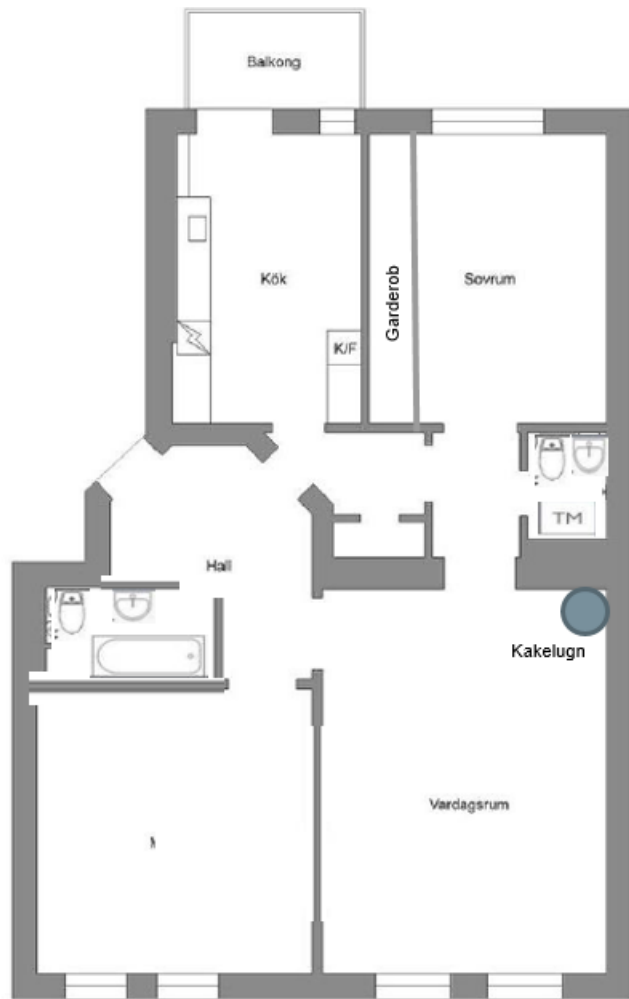 Balkong
Kök
Garderob
Sovrum
K/F
TM
Hall
Kakelugn
Vardagsrum